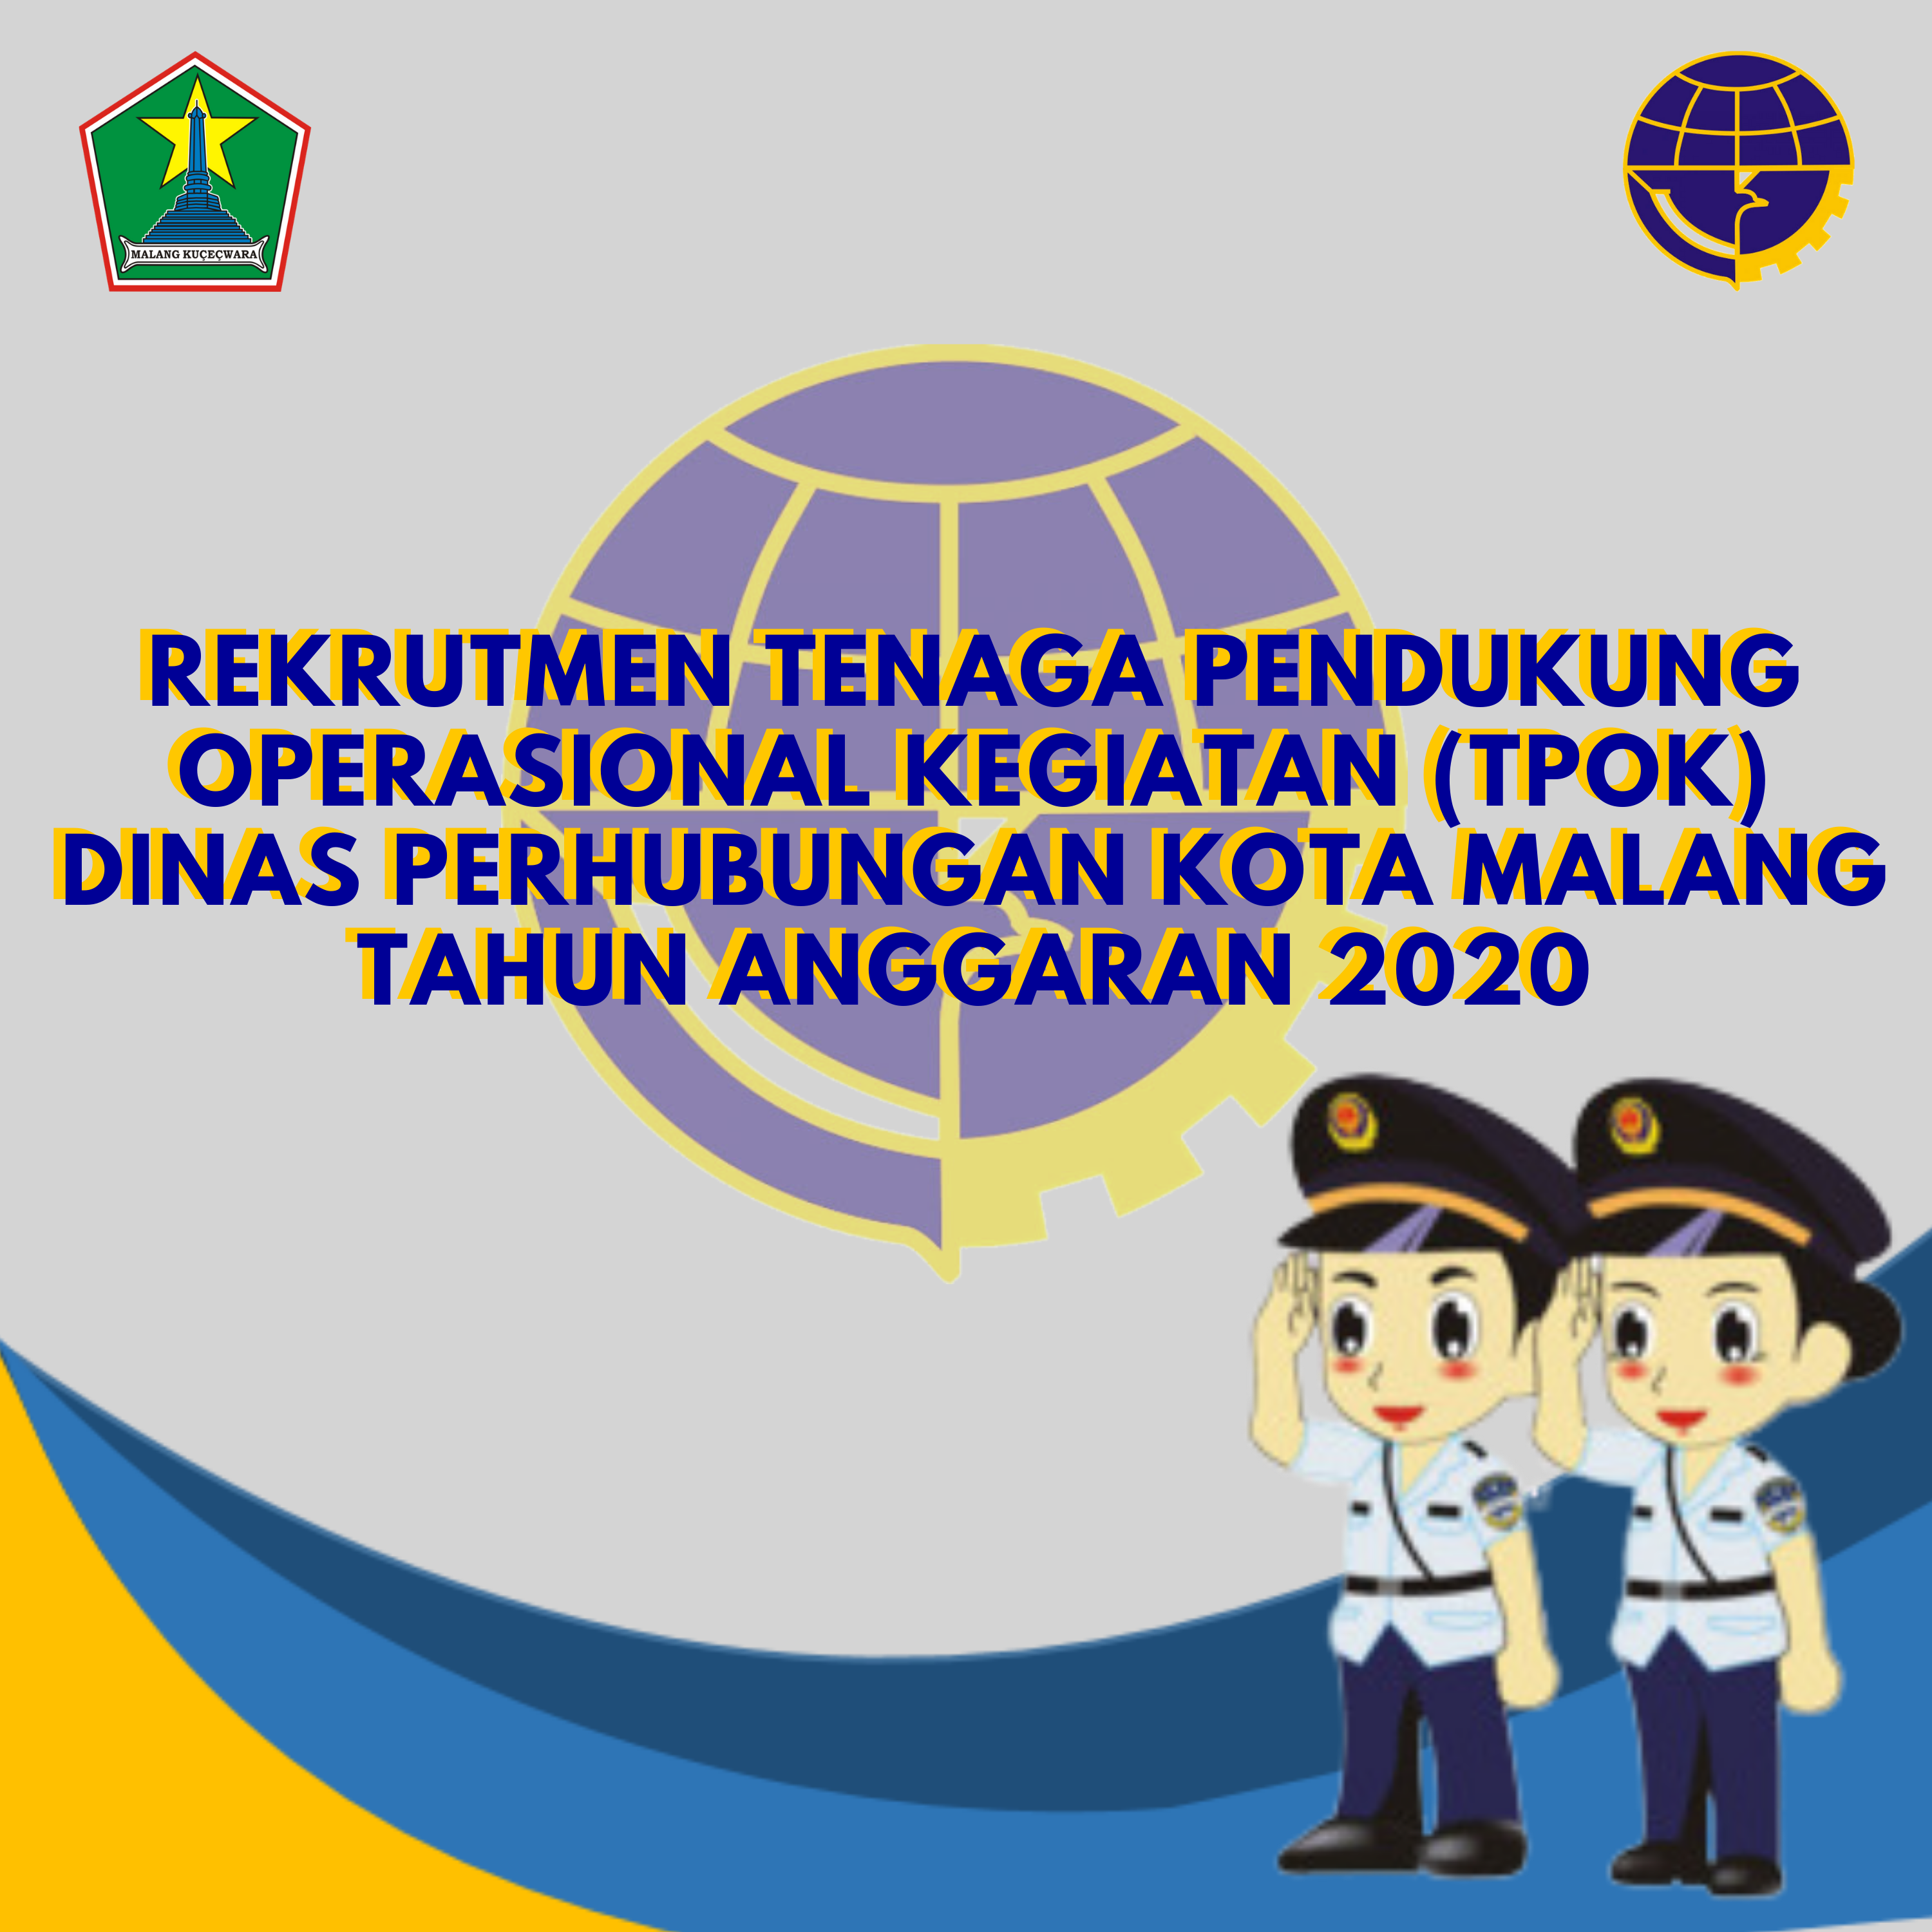 MALANG KUÇEÇWARA
REKRUTMEN TENAGA PENDUKUNG
OPERASIONAL KEGIATAN (TPOK)
DINAS PERHUBUNGAN KOTA MALANG
TAHUN ANGGARAN 2020